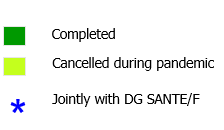 Completed
Cancelled during pandemic
* Jointly with DG SANTE/F